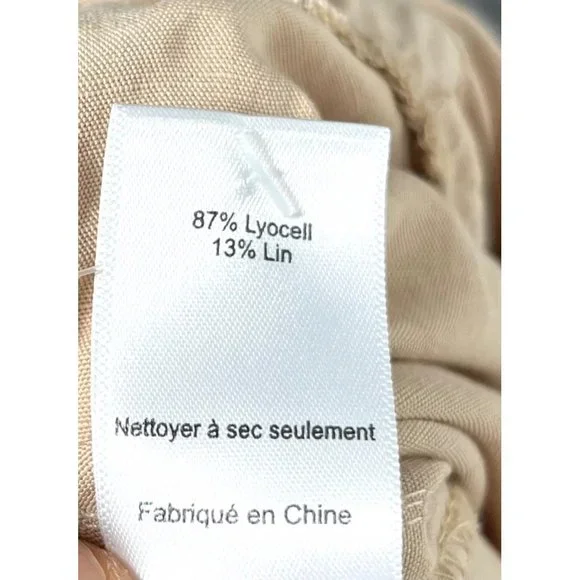 87% Lyocell
13% Lin
Nettoyer à sec seulement
Fabriqué en Chine